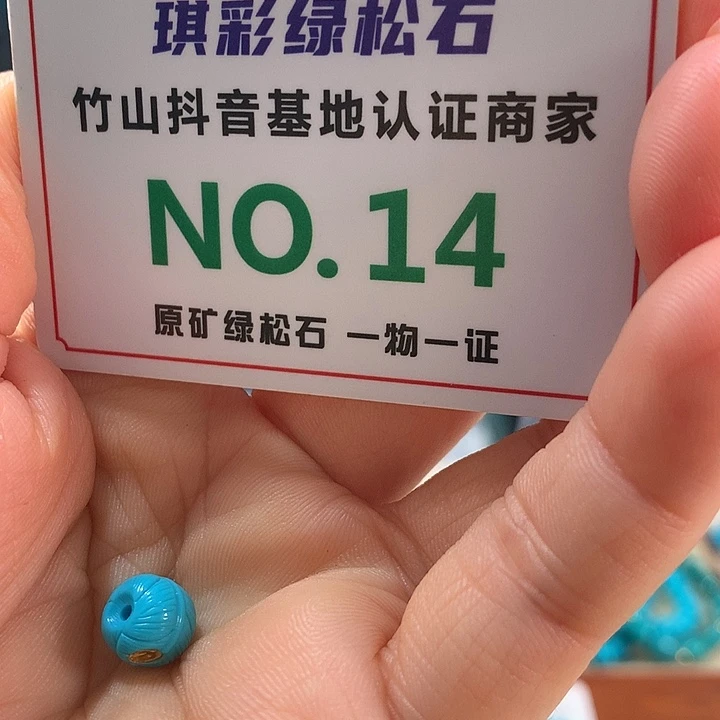 琪彩绿松石
竹山抖音基地认证商家
NO.14
原矿绿松石 一物一证